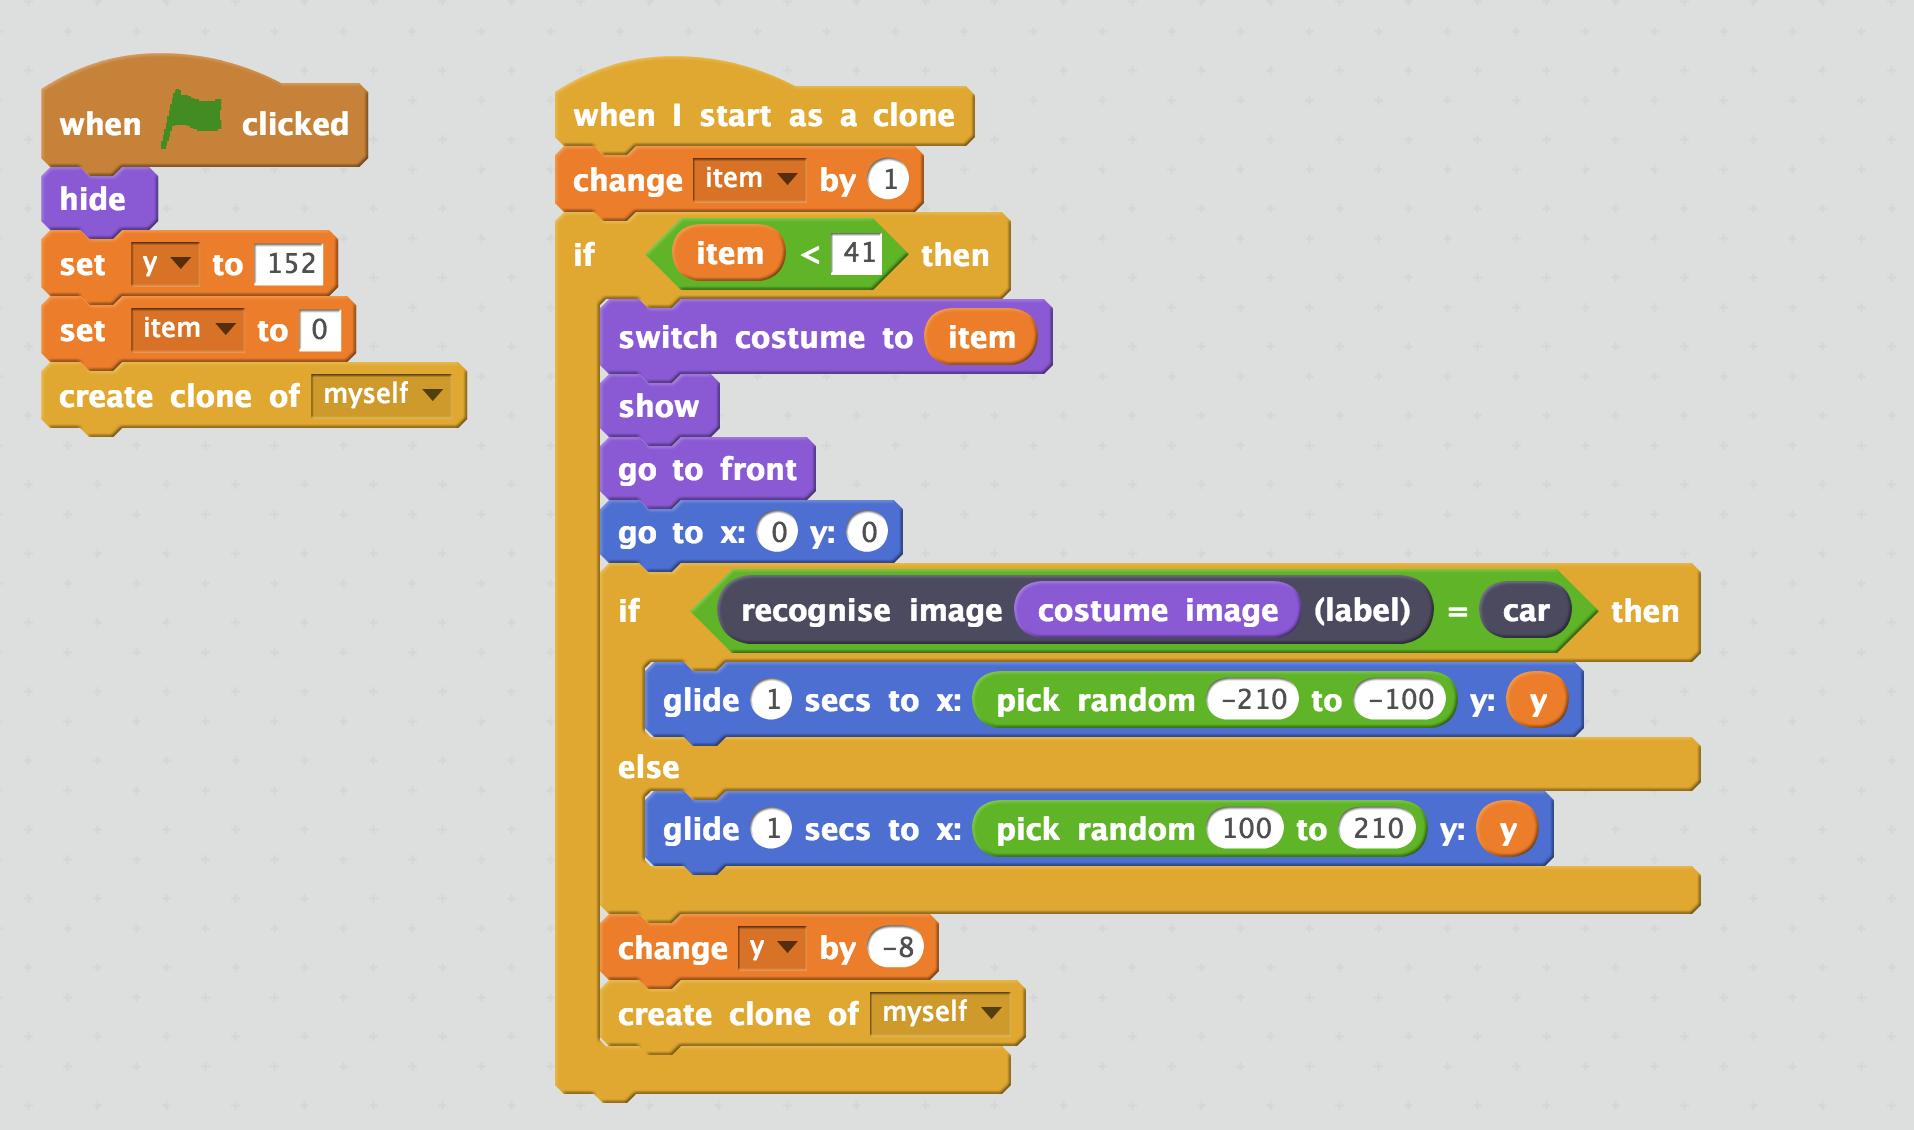 when clicked
hide
set y to 152
set item to 0
create clone of myself
when I start as a clone
change item by 1
if item < 41 then
switch costume to item
show
go to front
go to x: 0 y: 0
if recognise image costume image (label) = car then
glide 1 secs to x: pick random -210 to -100 y: y
else
glide 1 secs to x: pick random 100 to 210 y: y
change y by -8
create clone of myself